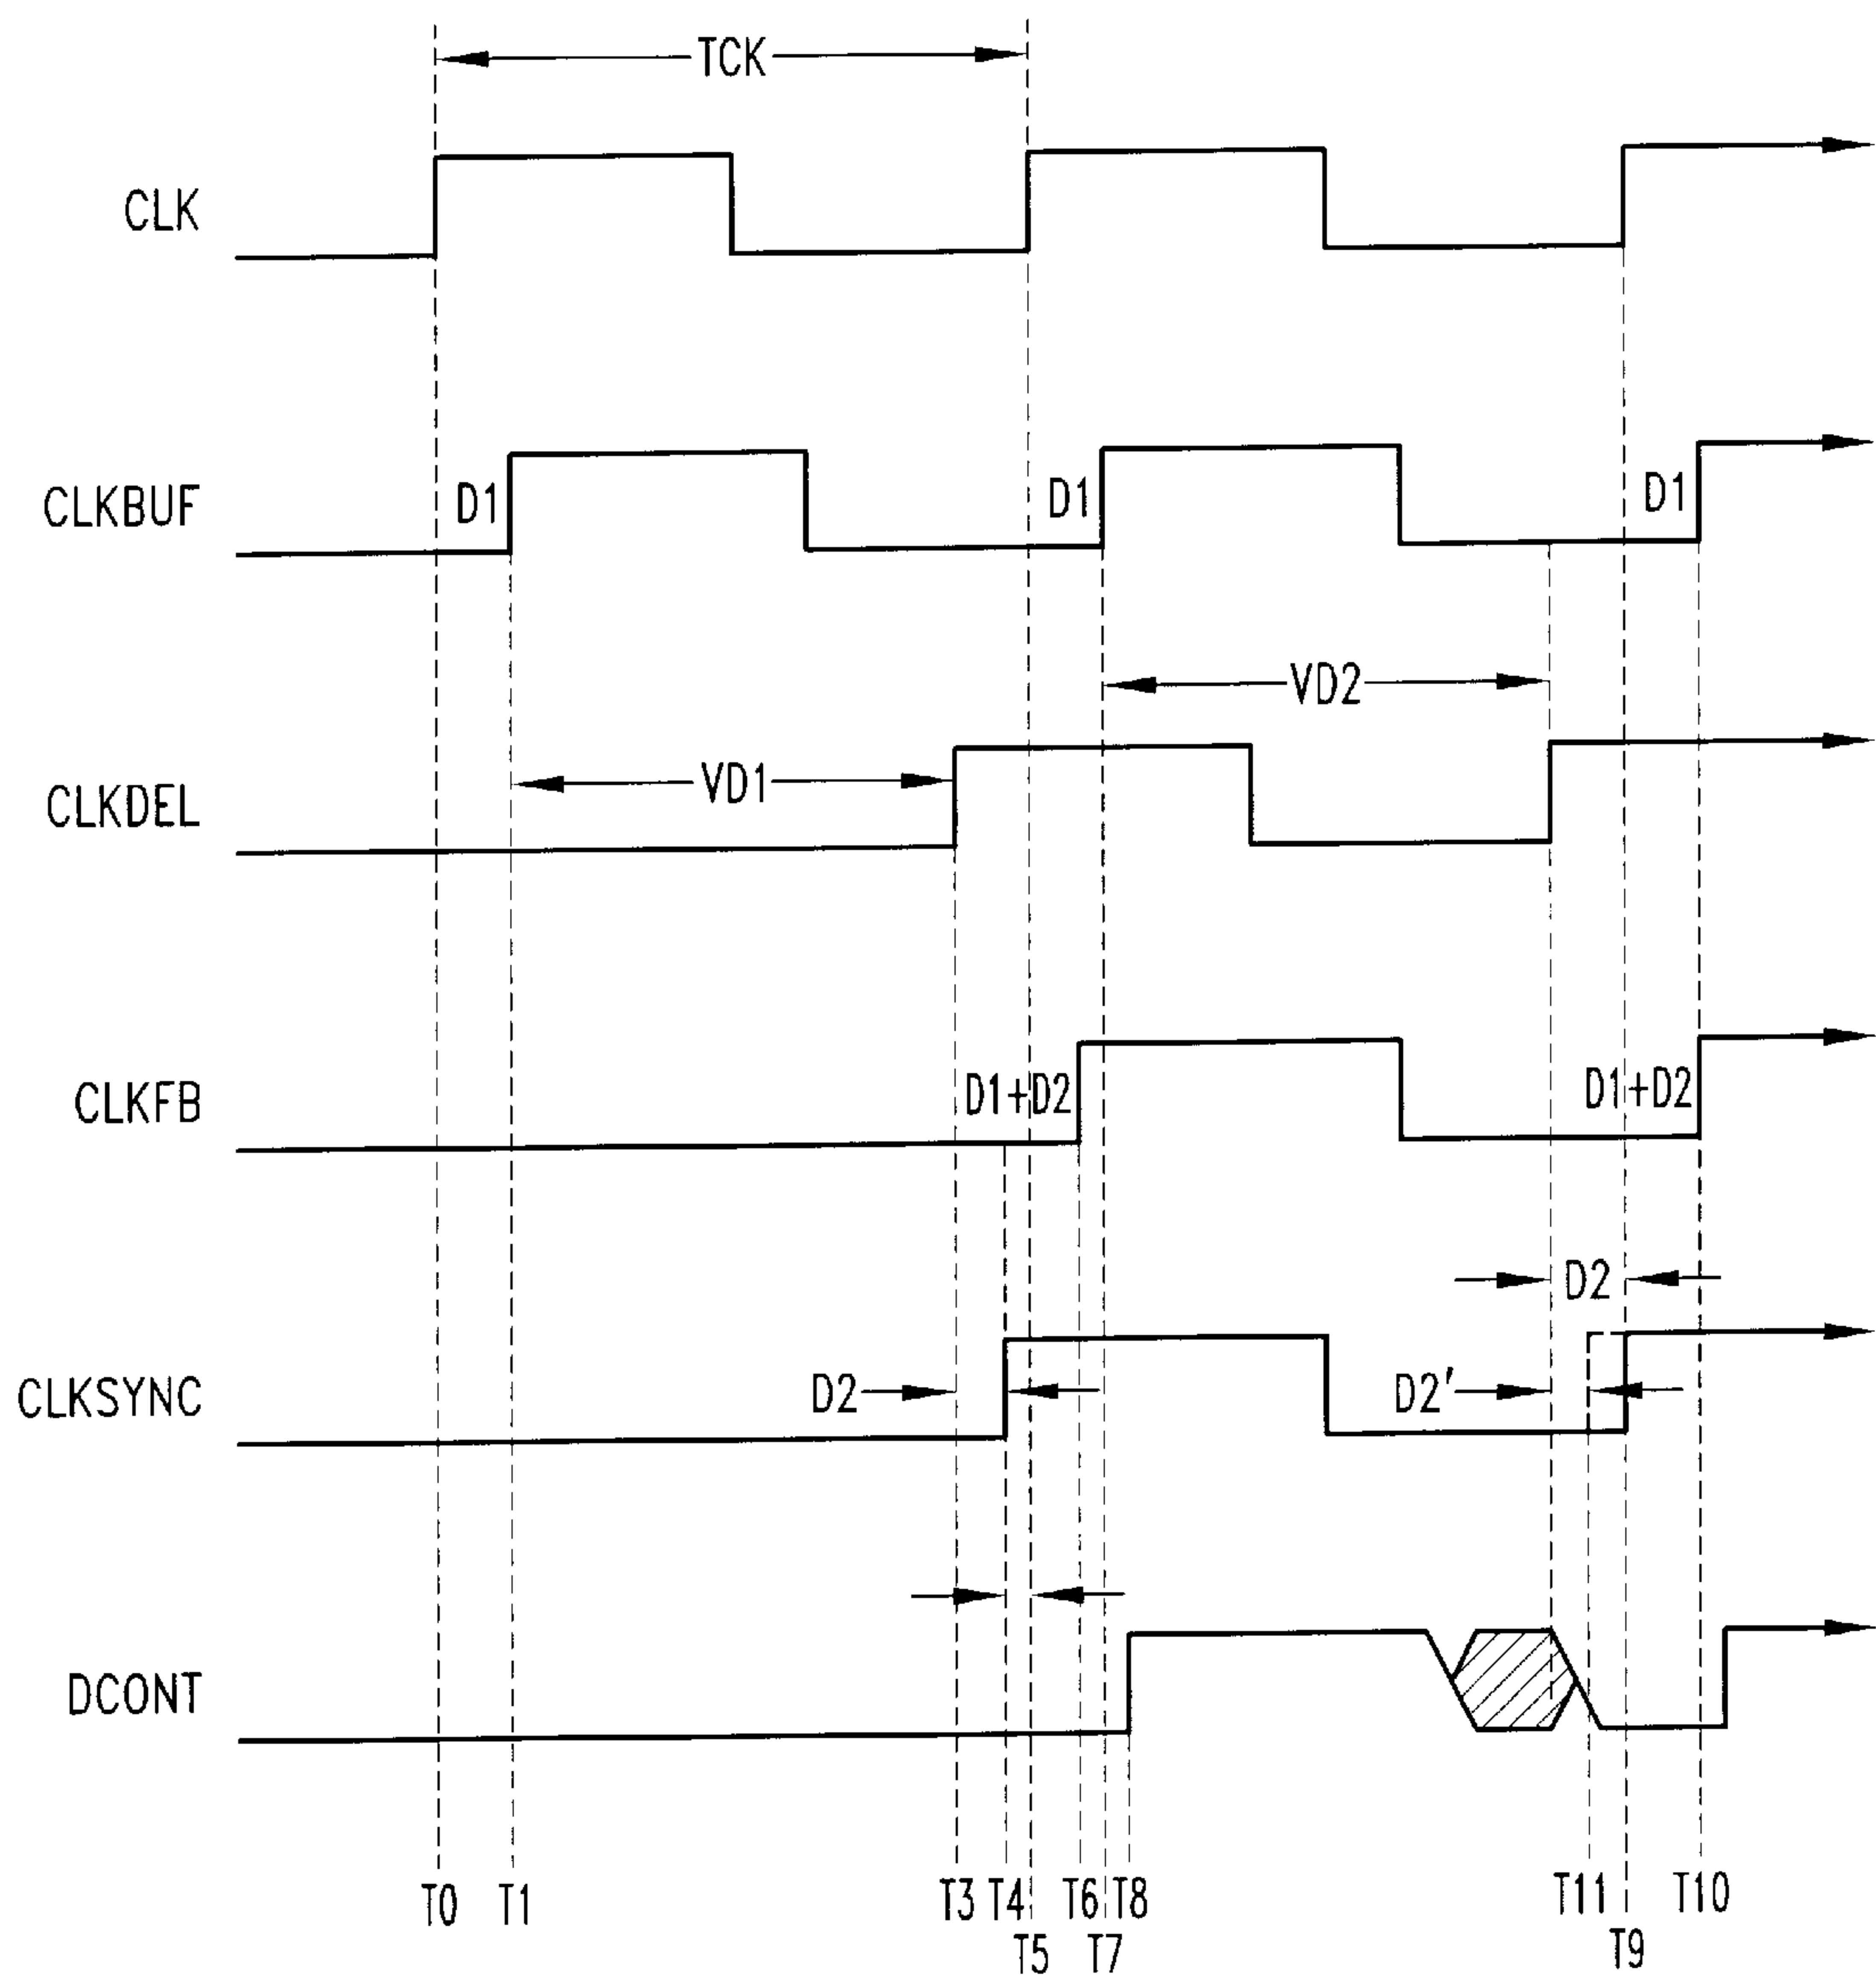 TCK
CLK
CLKBUF
D1
D1
D1
VD2
CLKDEL
VD1
CLKFB
D1+D2
D1+D2
D2
CLKSYNC
D2
D2'
DCONT
T0 T1 T3 T4 T6 T8 T11 T10
T5 T7 T9